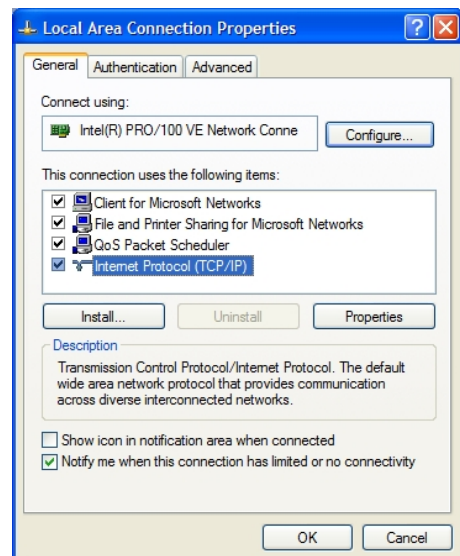 Local Area Connection Properties
General
Authentication
Advanced
Connect using:
Intel(R) PRO/100 VE Network Conne
Configure...
This connection uses the following items:
Client for Microsoft Networks
File and Printer Sharing for Microsoft Networks
QoS Packet Scheduler
Internet Protocol (TCP/IP)
Install...
Uninstall
Properties
Description
Transmission Control Protocol/Internet Protocol. The default
wide area network protocol that provides communication
across diverse interconnected networks.
Show icon in notification area when connected
Notify me when this connection has limited or no connectivity
OK
Cancel